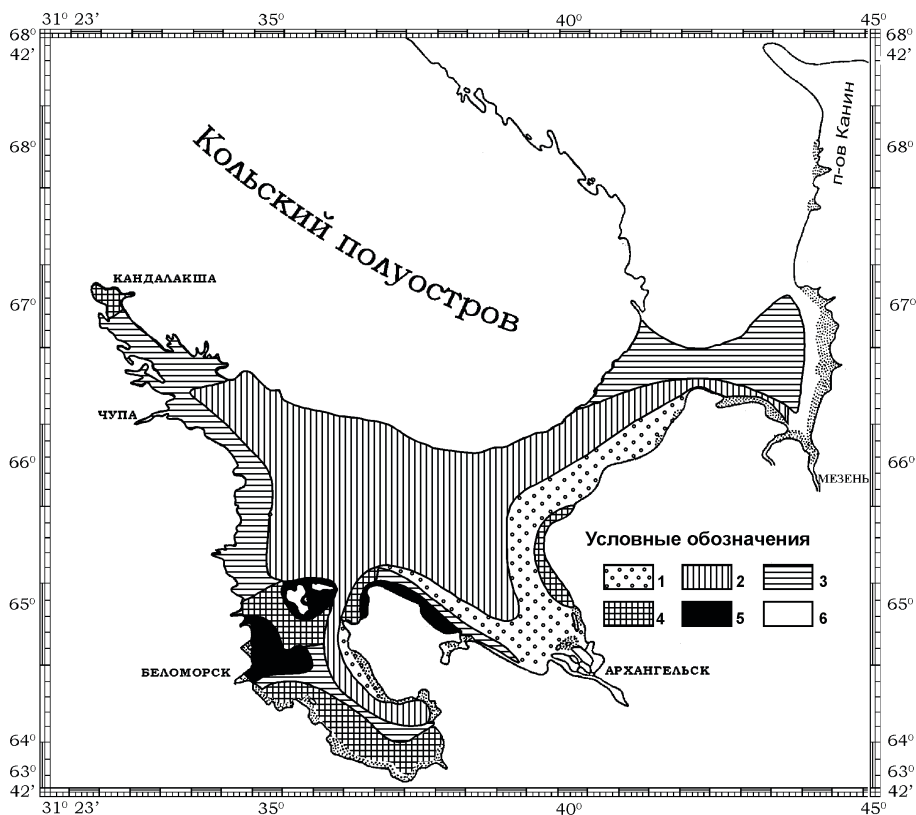 31° 23' 35° 40° 45°
68° 42' 68° 42'
п-ов Канин
68° 68°
Кольский полуостров
КАНДАЛАКША
67° 67°
ЧУПА
66° 66°
МЕЗЕНЬ
Условные обозначения
1 2 3
65° 65°
4 5 6
БЕЛОМОРСК
АРХАНГЕЛЬСК
64° 64°
63° 42' 63° 42'
31° 23' 35° 40° 45°